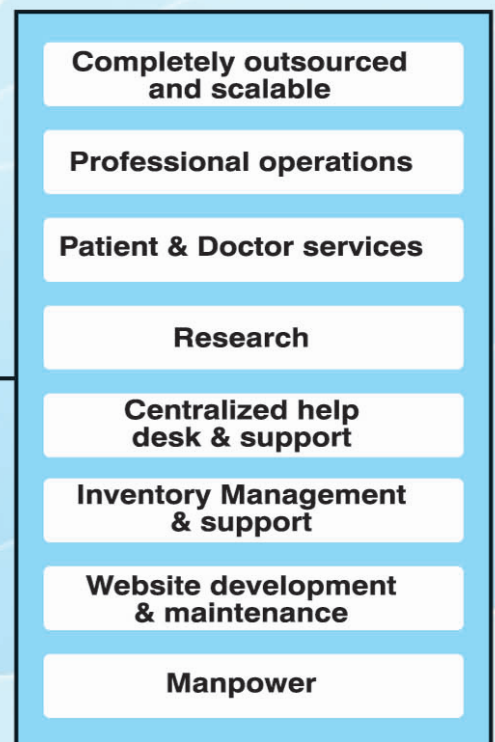 Completely outsourced
and scalable
Professional operations
Patient & Doctor services
Research
Centralized help
desk & support
Inventory Management
& support
Website development
& maintenance
Manpower